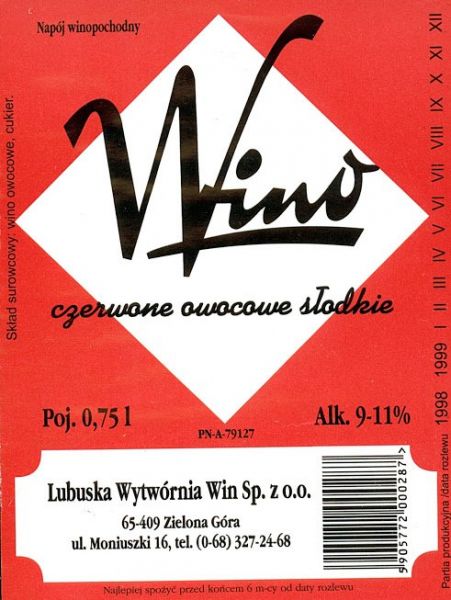 Napój winopochodny
Wino
czerwone owocowe słodkie
Skład surowcowy: wino owocowe, cukier.
Poj. 0,75 l
Alk. 9-11%
PN-A-79127
Lubuska Wytwórnia Win Sp. z o.o.
65-409 Zielona Góra
ul. Moniuszki 16, tel. (0-68) 327-24-68
5905772000287>
Najlepiej spożyć przed końcem 6 m-cy od daty rozlewu
Partia produkcyjna /data rozlewu 1998 1999 I II III IV V VI VII VIII IX X XI XII